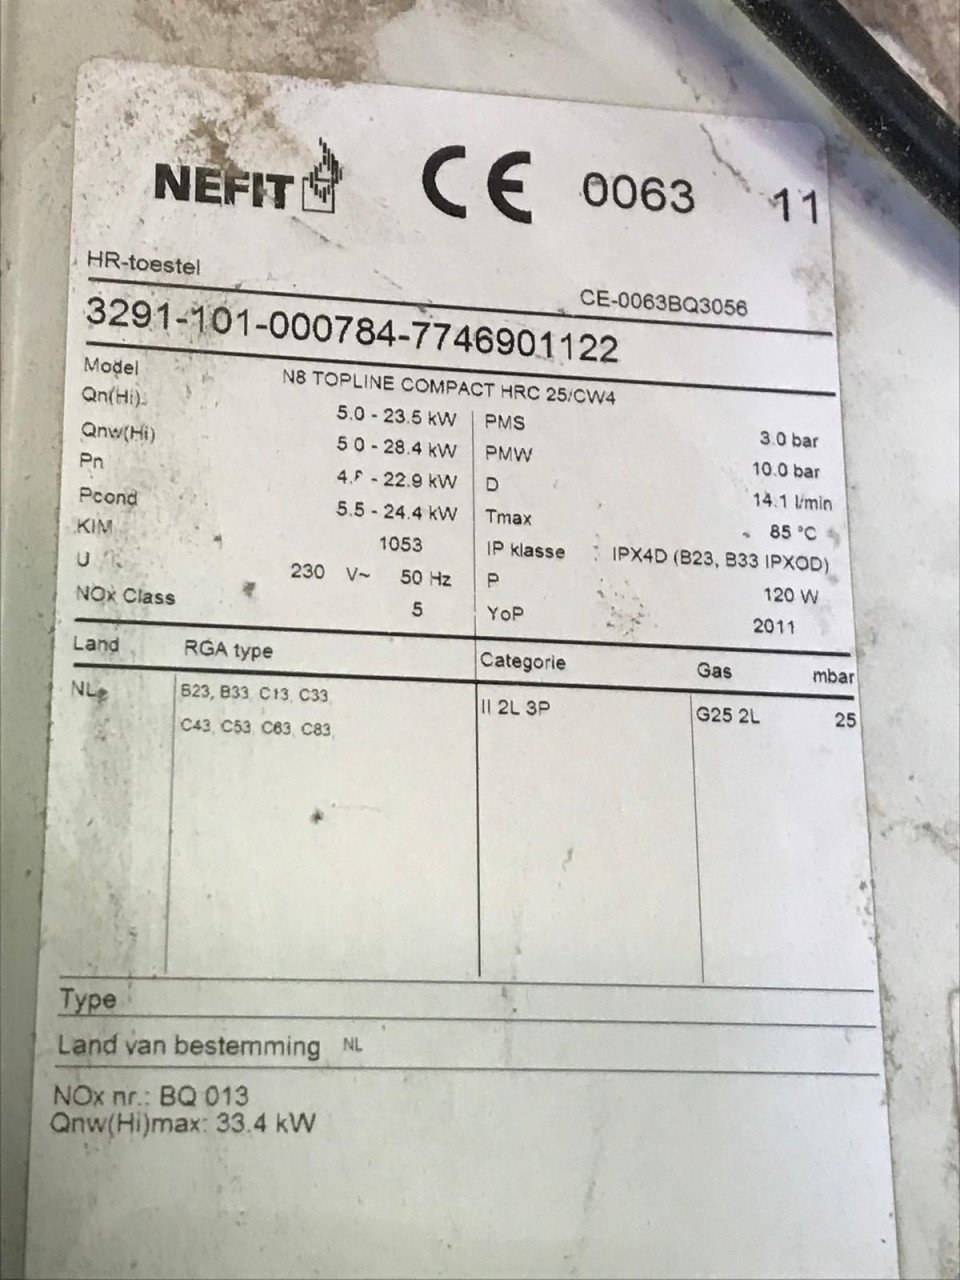 NEFIT CE 0063 11
HR-toestel CE-0063BQ3056
3291-101-000784-7746901122
Model N8 TOPLINE COMPACT HRC 25/CW4
Qn(Hi) 5.0 - 23.5 kW PMS 3.0 bar
Qnw(Hi) 5.0 - 28.4 kW PMW 10.0 bar
Pn - 22.9 kW D 14.1 l/min
Pcond 5.5 - 24.4 kW Tmax 85 °C
KIM 1053 IP klasse : IPX4D (B23, B33 IPXOD)
U 230 V~ 50 Hz P 120 W
NOx Class 5 YoP 2011
Land RGA type Categorie Gas mbar
NL B23, B33 C13 C33 II 2L 3P G25 2L 25
C43 C53 C63 C83
Type
Land van bestemming NL
NOx nr.: BQ 013
Qnw(Hi)max: 33.4 kW